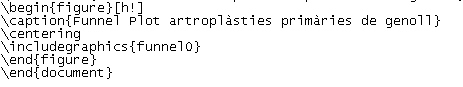 \begin{figure}[h!]
\caption{Funnel Plot artroplàsties primàries de genoll}
\centering
\includegraphics{funnel0}
\end{figure}
\end{document}